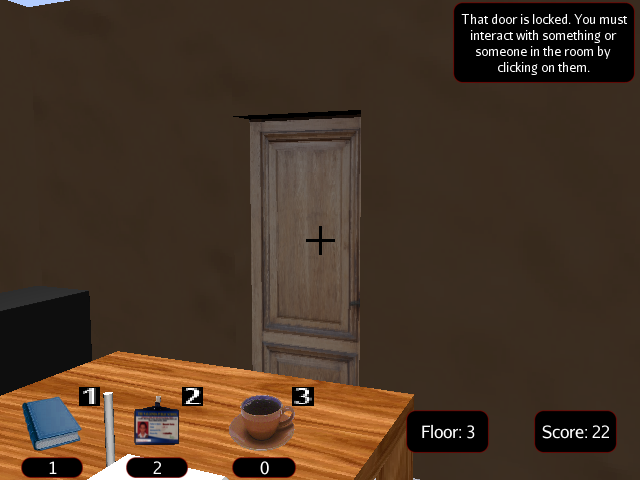 That door is locked. You must
interact with something or
someone in the room by
clicking on them.
1 2 3
1 2 0
Floor: 3
Score: 22